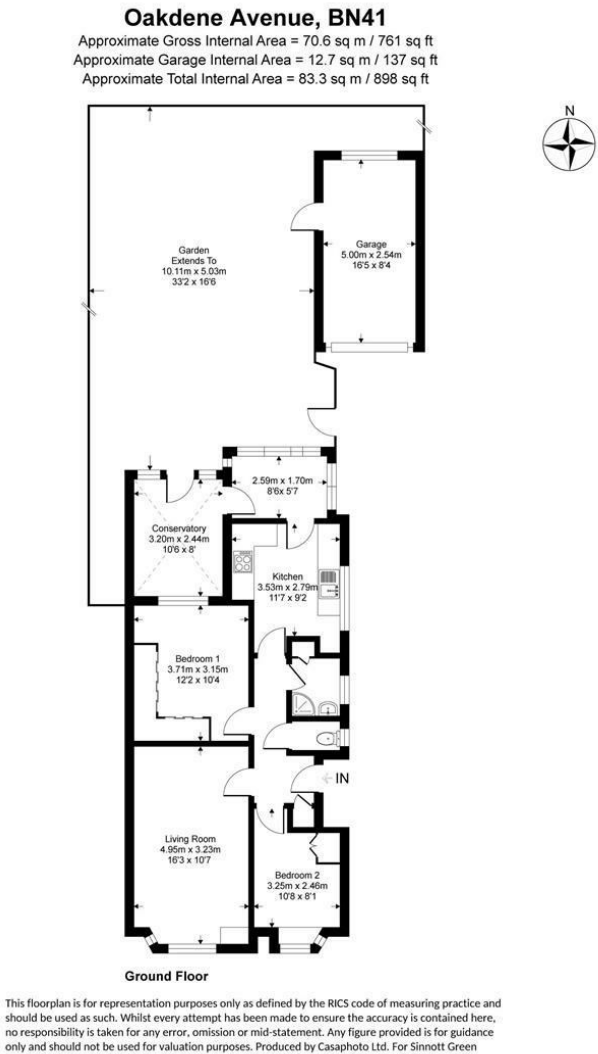 Oakdene Avenue, BN41
Approximate Gross Internal Area = 70.6 sq m / 761 sq ft
Approximate Garage Internal Area = 12.7 sq m / 137 sq ft
Approximate Total Internal Area = 83.3 sq m / 898 sq ft
N
Garage
5.00m x 2.54m
16'5 x 8'4
Garden
Extends To
10.11m x 5.03m
33'2 x 16'6
2.59m x 1.70m
8'6x 5'7
Conservatory
3.20m x 2.44m
10'6 x 8'
Kitchen
3.53m x 2.79m
11'7 x 9'2
Bedroom 1
3.71m x 3.15m
12'2 x 10'4
IN
Living Room
4.95m x 3.23m
16'3 x 10'7
Bedroom 2
3.25m x 2.46m
10'8 x 8'1
Ground Floor
This floorplan is for representation purposes only as defined by the RICS code of measuring practice and
should be used as such. Whilst every attempt has been made to ensure the accuracy is contained here,
no responsibility is taken for any error, omission or mid-statement. Any figure provided is for guidance
only and should not be used for valuation purposes. Produced by Casaphoto Ltd. For Sinnott Green